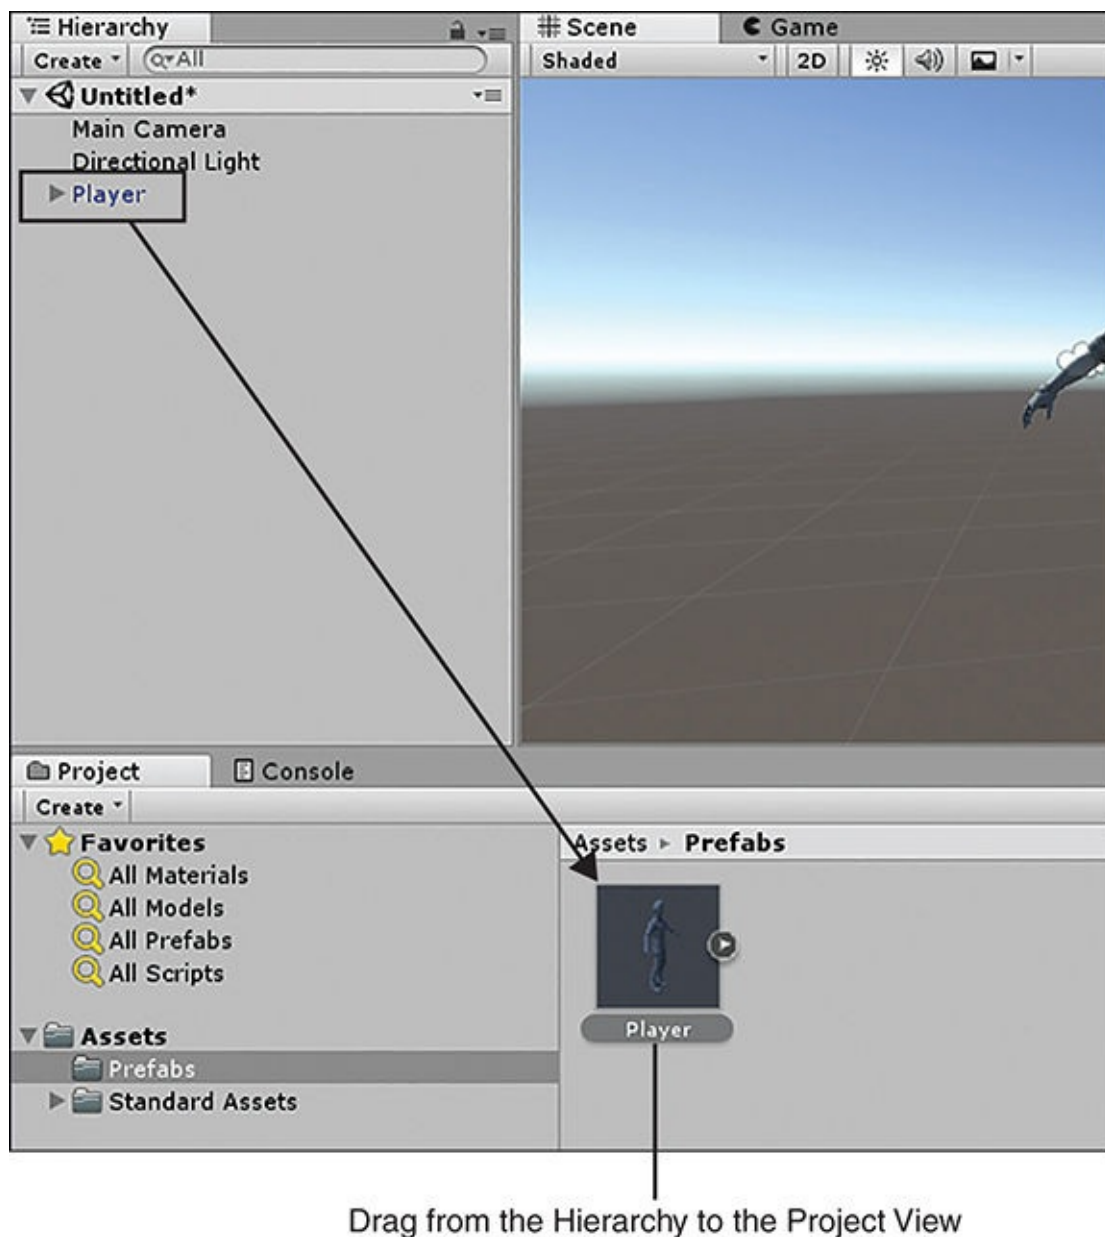 Hierarchy
Create
All
Untitled*
Main Camera
Directional Light
Player
Scene
Game
Shaded
2D
Project
Console
Create
Favorites
All Materials
All Models
All Prefabs
All Scripts
Assets
Prefabs
Standard Assets
Assets Prefabs
Player
Drag from the Hierarchy to the Project View